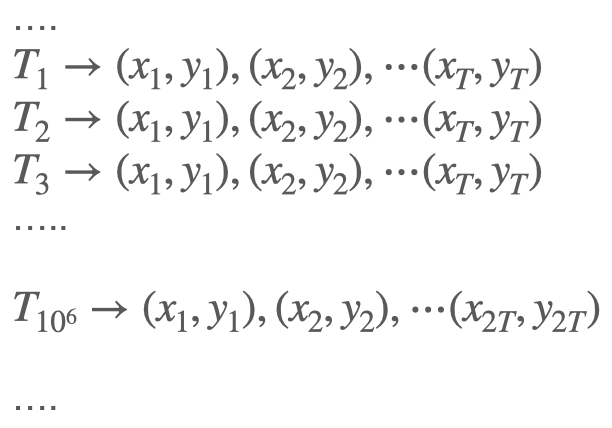 ....
T₁ → (x₁, y₁), (x₂, y₂), ⋯(x_T, y_T)
T₂ → (x₁, y₁), (x₂, y₂), ⋯(x_T, y_T)
T₃ → (x₁, y₁), (x₂, y₂), ⋯(x_T, y_T)
.....
T_{10⁶} → (x₁, y₁), (x₂, y₂), ⋯(x_{2T}, y_{2T})
....